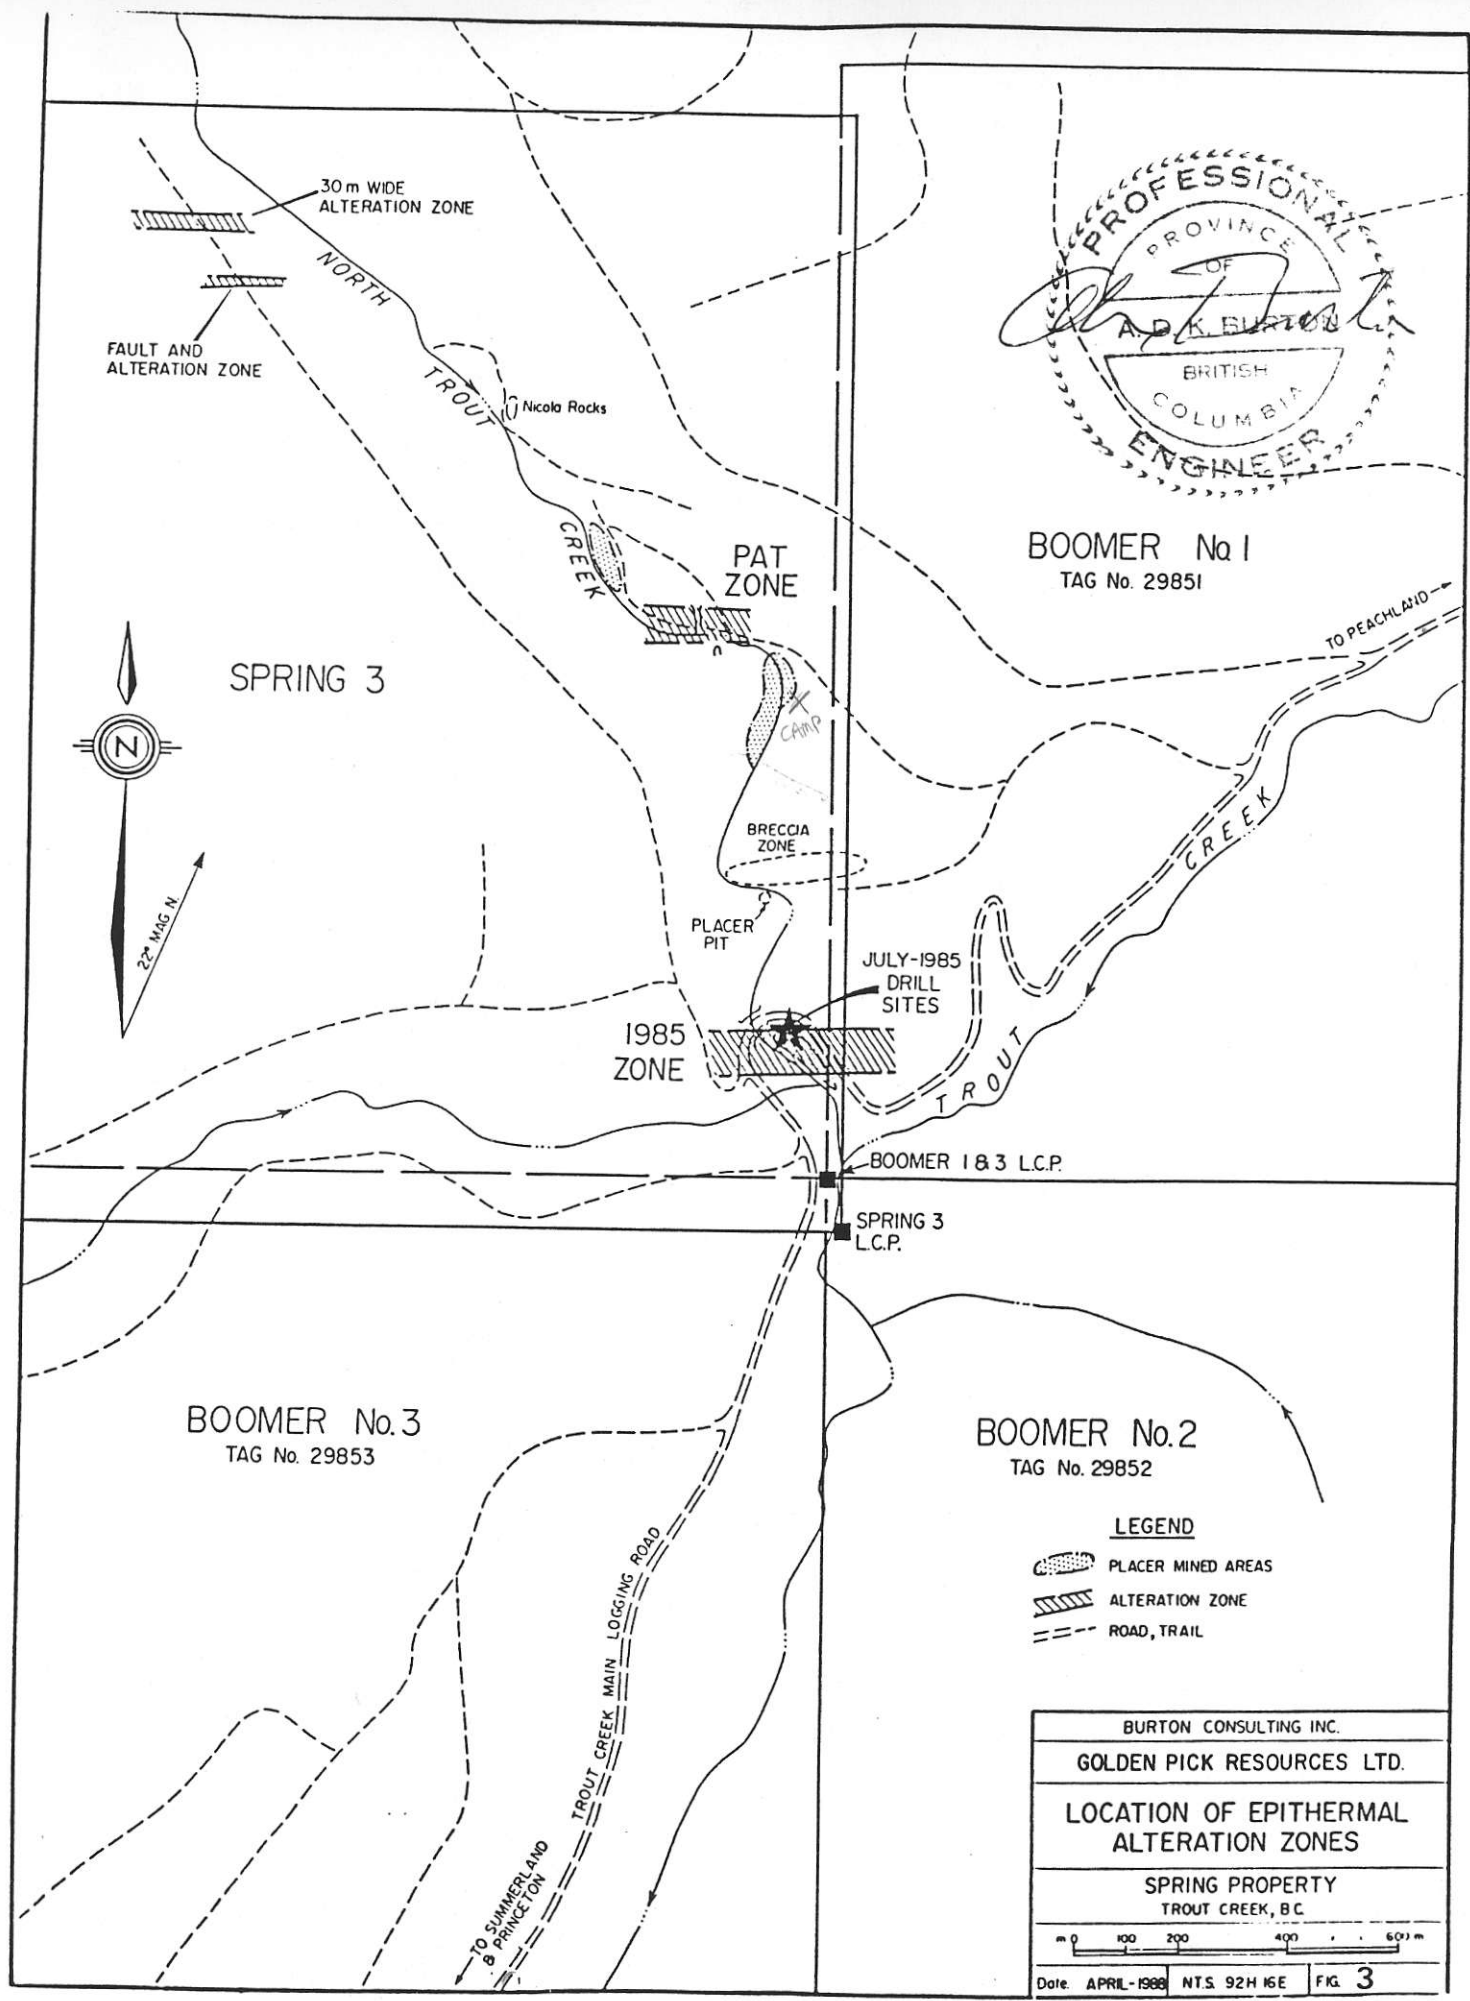 30 m WIDE
ALTERATION ZONE
FAULT AND
ALTERATION ZONE
NORTH
TROUT
CREEK
Nicola Rocks
PROFESSIONAL
PROVINCE
OF
A. D. K. BURTON
BRITISH
COLUMBIA
ENGINEER
PAT
ZONE
BOOMER No. 1
TAG No. 29851
TO PEACHLAND
SPRING 3
N
22° MAG N.
CAMP
BRECCIA
ZONE
PLACER
PIT
JULY-1985
DRILL
SITES
1985
ZONE
TROUT
CREEK
BOOMER 1 & 3 L.C.P.
SPRING 3
L.C.P.
BOOMER No. 3
TAG No. 29853
BOOMER No. 2
TAG No. 29852
TROUT CREEK MAIN LOGGING ROAD
TO SUMMERLAND
& PRINCETON
LEGEND
PLACER MINED AREAS
ALTERATION ZONE
ROAD, TRAIL
BURTON CONSULTING INC.
GOLDEN PICK RESOURCES LTD.
LOCATION OF EPITHERMAL
ALTERATION ZONES
SPRING PROPERTY
TROUT CREEK, B C
m 0 100 200 400 600 m
Date. APRIL-1988 N.T.S. 92H 16E FIG. 3